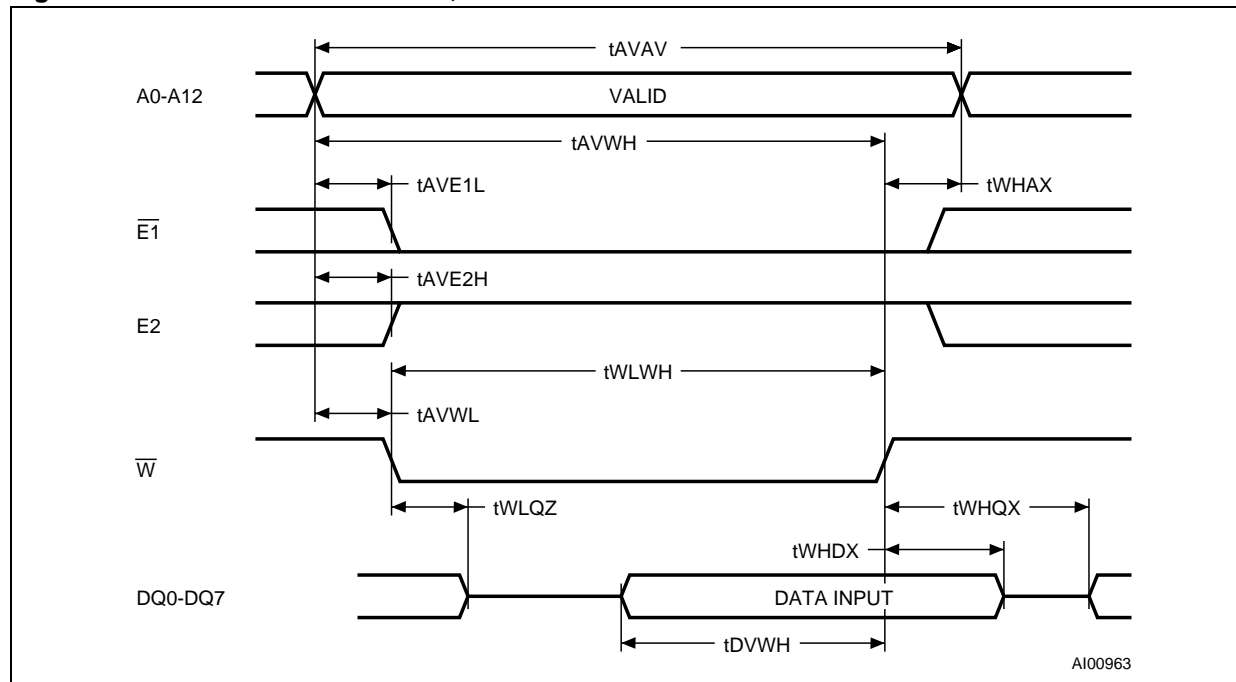 tAVAV
A0-A12
VALID
tAVWH
tAVE1L
tWHAX
E1
tAVE2H
E2
tWLWH
tAVWL
W
tWLQZ
tWHQX
tWHDX
DQ0-DQ7
DATA INPUT
tDVWH
AI00963